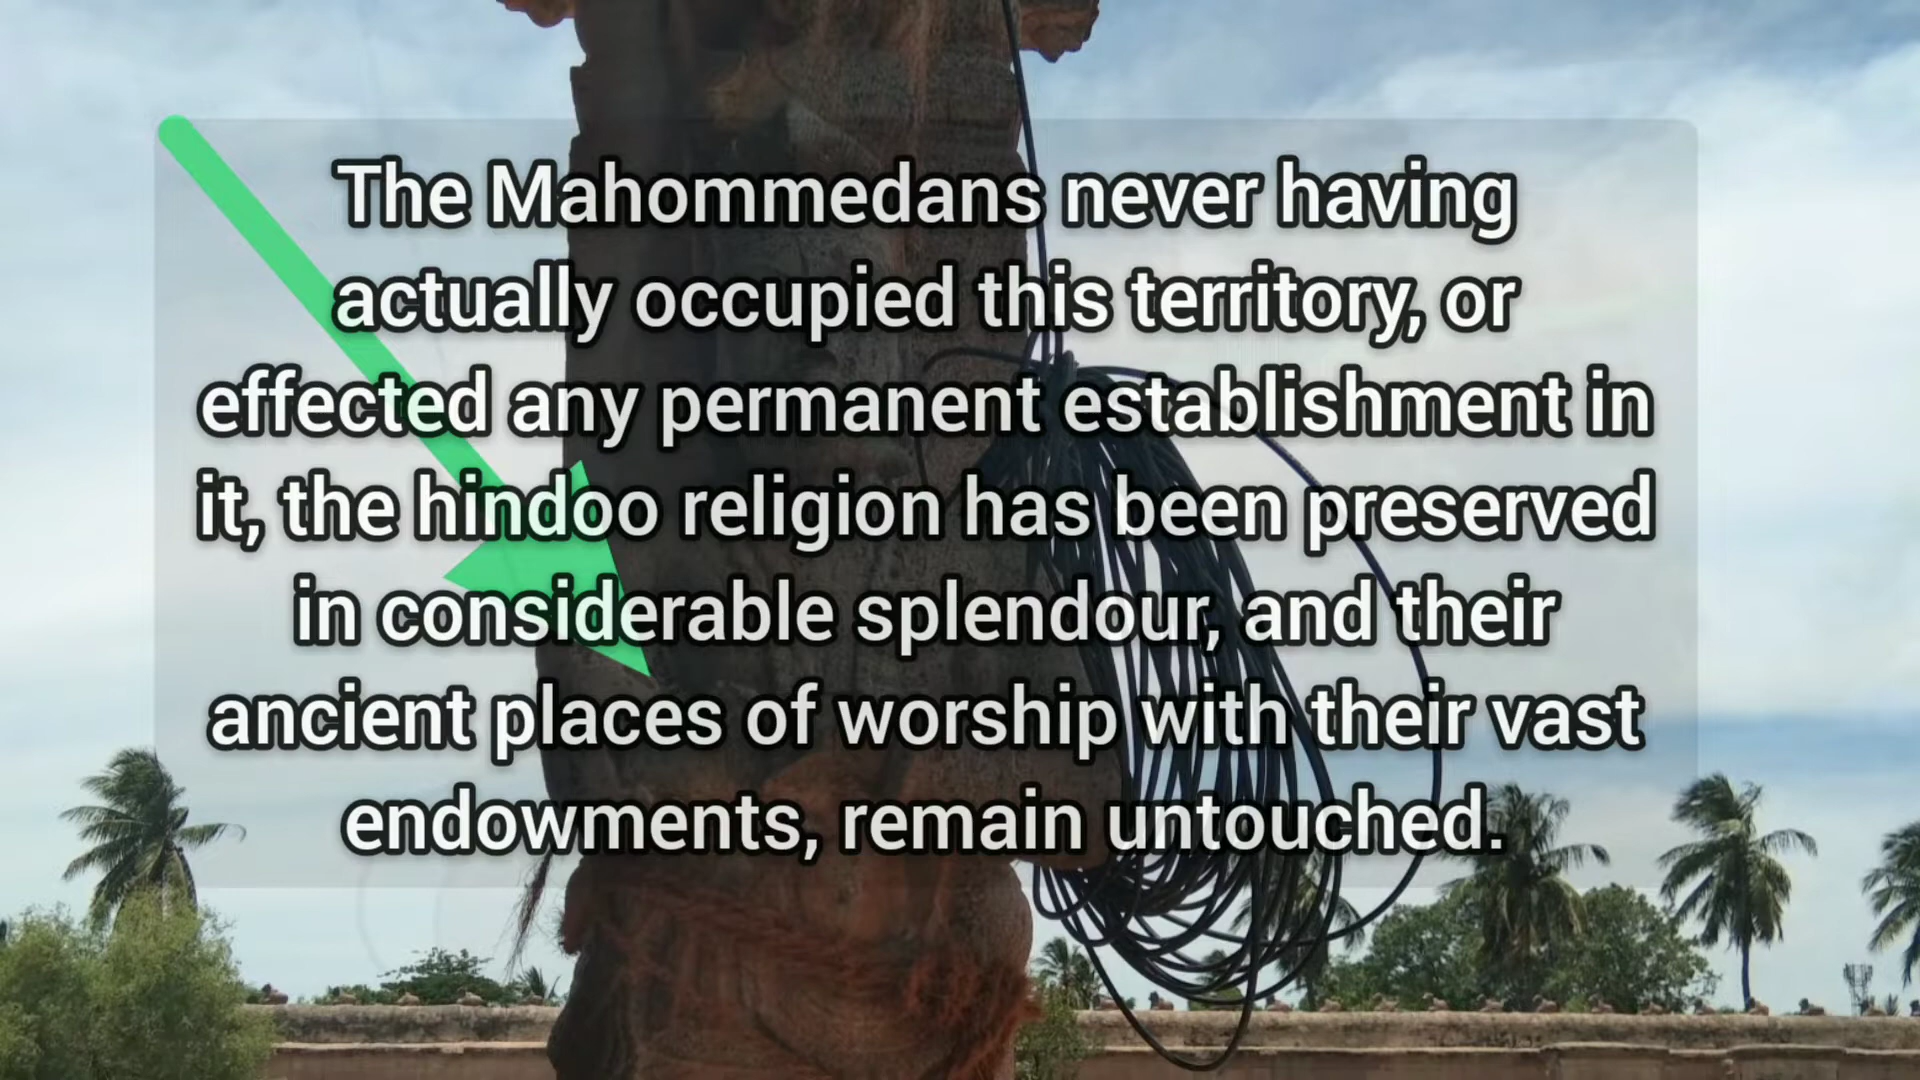 The Mahommedans never having
actually occupied this territory, or
effected any permanent establishment in
it, the hindoo religion has been preserved
in considerable splendour, and their
ancient places of worship with their vast
endowments, remain untouched.